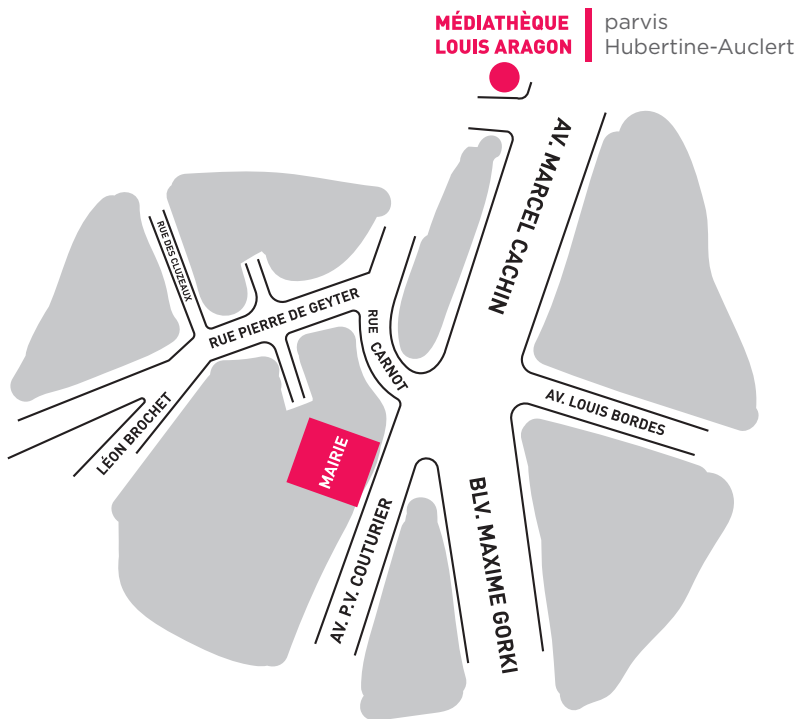 MÉDIATHÈQUE
LOUIS ARAGON
parvis
Hubertine-Auclert
AV. MARCEL CACHIN
RUE DES CLUZEAUX
RUE PIERRE DE GEYTER
RUE CARNOT
AV. LOUIS BORDES
LÉON BROCHET
MAIRIE
AV. P.V. COUTURIER
BLV. MAXIME GORKI